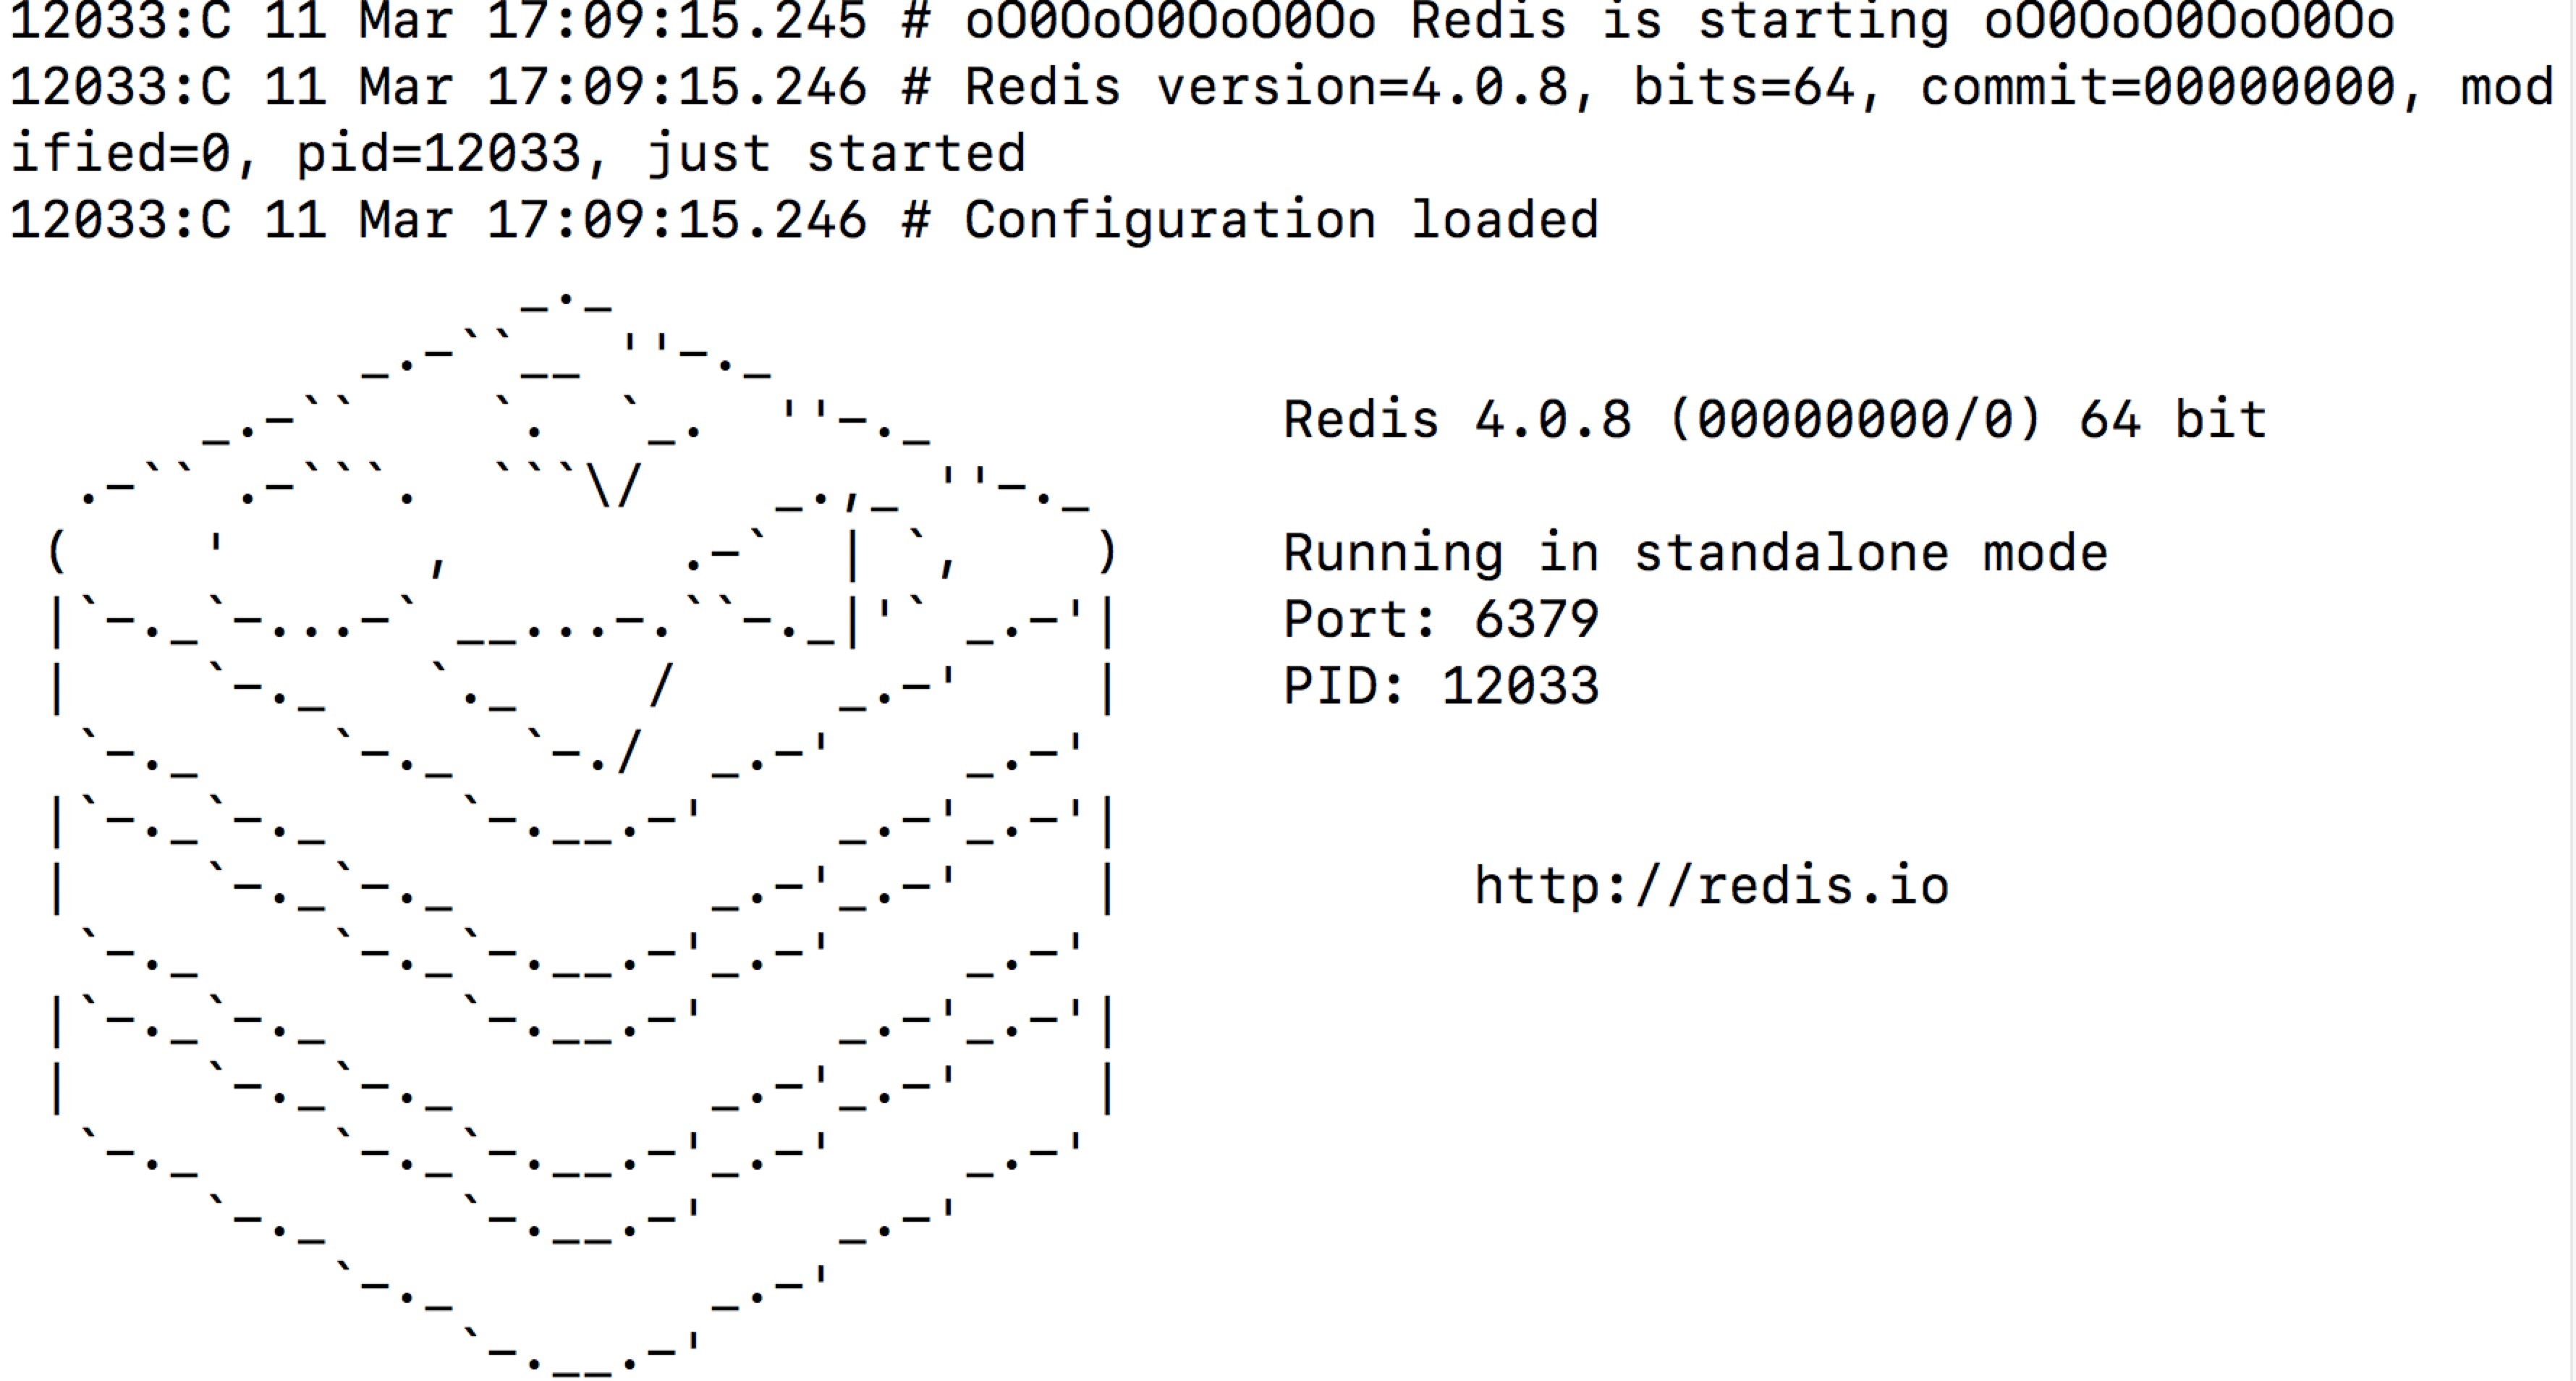 12033:C 11 Mar 17:09:15.245 # oO0OoO0OoO0Oo Redis is starting oO0OoO0OoO0Oo
12033:C 11 Mar 17:09:15.246 # Redis version=4.0.8, bits=64, commit=00000000, mod
ified=0, pid=12033, just started
12033:C 11 Mar 17:09:15.246 # Configuration loaded
Redis 4.0.8 (00000000/0) 64 bit
Running in standalone mode
Port: 6379
PID: 12033
http://redis.io